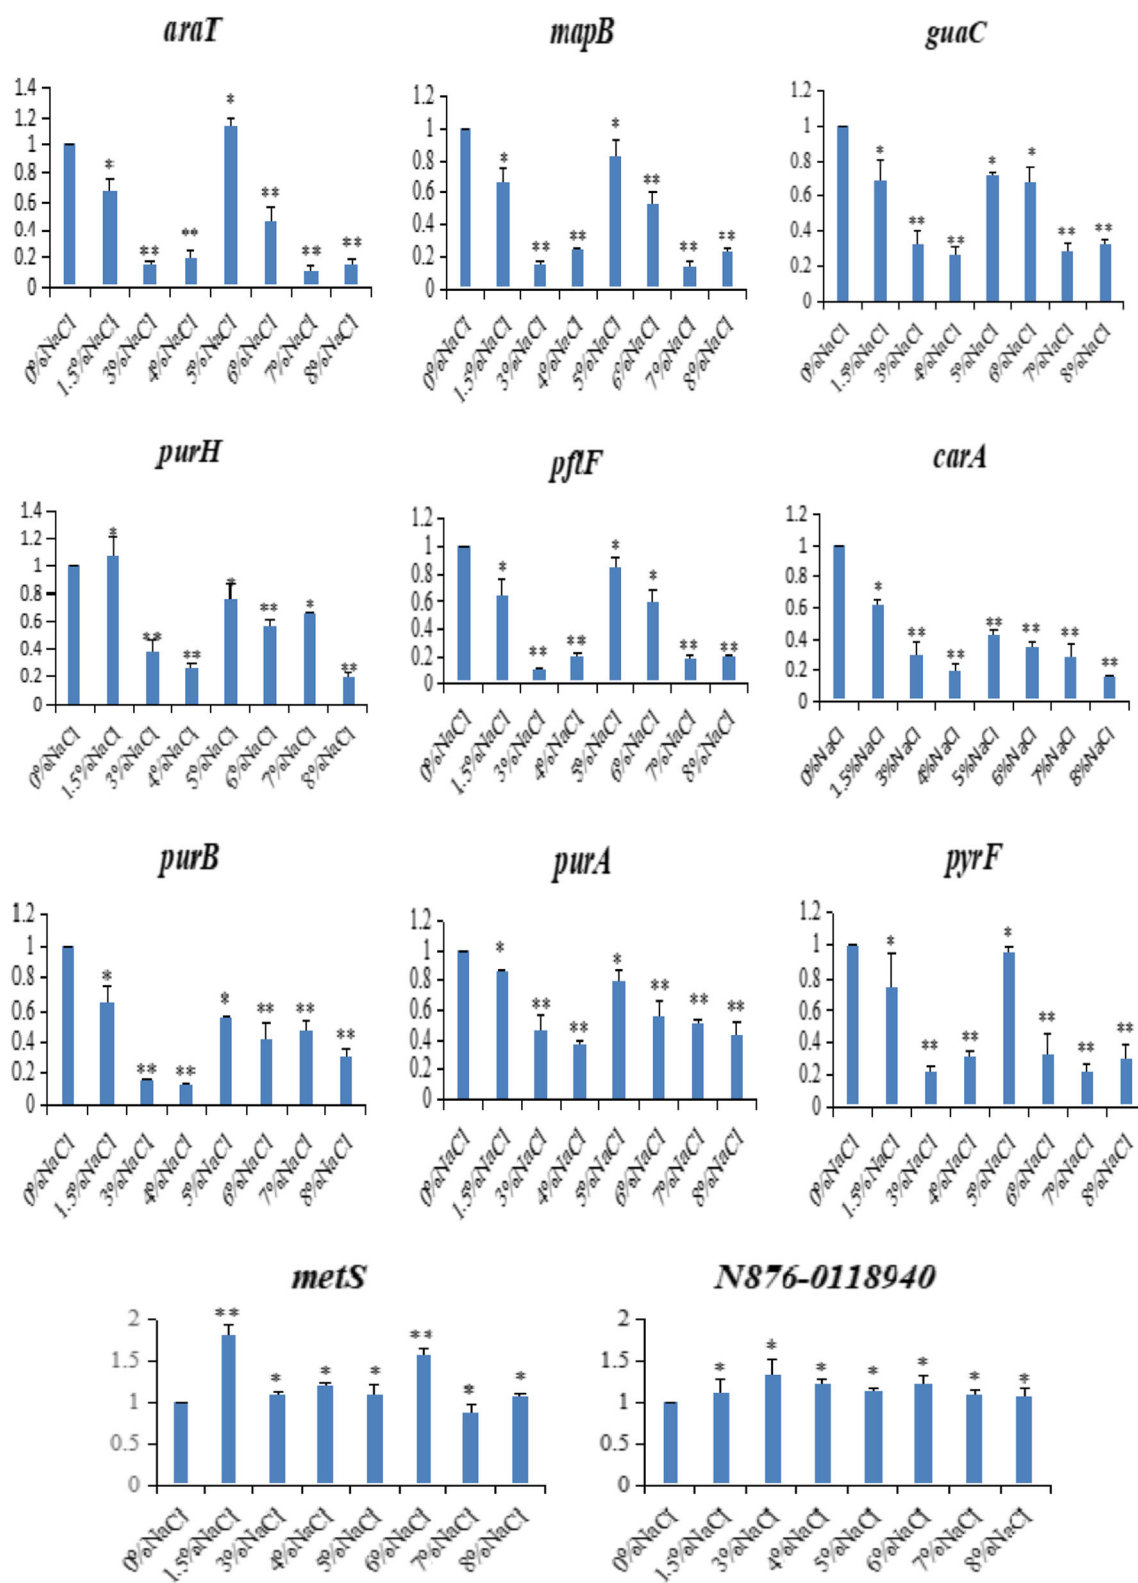 araT
mapB
guaC
1.4
1.2
1
0.8
0.6
0.4
0.2
0
*
*
**
**
*
**
**
**
0%NaCl
1.5%NaCl
3%NaCl
4%NaCl
5%NaCl
6%NaCl
7%NaCl
8%NaCl
1.2
1
0.8
0.6
0.4
0.2
0
*
**
**
*
**
**
**
0%NaCl
1.5%NaCl
3%NaCl
4%NaCl
5%NaCl
6%NaCl
7%NaCl
8%NaCl
1.2
1
0.8
0.6
0.4
0.2
0
*
**
**
*
*
**
**
0%NaCl
1.5%NaCl
3%NaCl
4%NaCl
5%NaCl
6%NaCl
7%NaCl
8%NaCl
purH
pflF
carA
1.4
1.2
1
0.8
0.6
0.4
0.2
0
*
**
**
*
**
*
**
0%NaCl
1.5%NaCl
3%NaCl
4%NaCl
5%NaCl
6%NaCl
7%NaCl
8%NaCl
1.2
1
0.8
0.6
0.4
0.2
0
*
**
**
*
*
**
**
0%NaCl
1.5%NaCl
3%NaCl
4%NaCl
5%NaCl
6%NaCl
7%NaCl
8%NaCl
1.2
1
0.8
0.6
0.4
0.2
0
*
**
**
**
**
**
**
0%NaCl
1.5%NaCl
3%NaCl
4%NaCl
5%NaCl
6%NaCl
7%NaCl
8%NaCl
purB
purA
pyrF
1.2
1
0.8
0.6
0.4
0.2
0
*
**
**
*
**
**
**
0%NaCl
1.5%NaCl
3%NaCl
4%NaCl
5%NaCl
6%NaCl
7%NaCl
8%NaCl
1.2
1
0.8
0.6
0.4
0.2
0
*
**
**
*
**
**
**
0%NaCl
1.5%NaCl
3%NaCl
4%NaCl
5%NaCl
6%NaCl
7%NaCl
8%NaCl
1.2
1
0.8
0.6
0.4
0.2
0
*
**
**
*
**
**
**
0%NaCl
1.5%NaCl
3%NaCl
4%NaCl
5%NaCl
6%NaCl
7%NaCl
8%NaCl
metS
N876-0118940
2
1.5
1
0.5
0
**
*
*
*
**
*
*
0%NaCl
1.5%NaCl
3%NaCl
4%NaCl
5%NaCl
6%NaCl
7%NaCl
8%NaCl
2
1.5
1
0.5
0
*
*
*
*
*
*
*
0%NaCl
1.5%NaCl
3%NaCl
4%NaCl
5%NaCl
6%NaCl
7%NaCl
8%NaCl